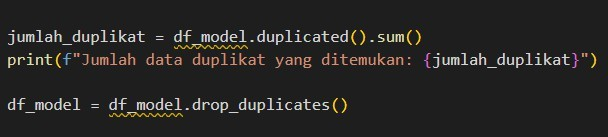 jumlah_duplikat = df_model.duplicated().sum()
print(f"Jumlah data duplikat yang ditemukan: {jumlah_duplikat}")
df_model = df_model.drop_duplicates()